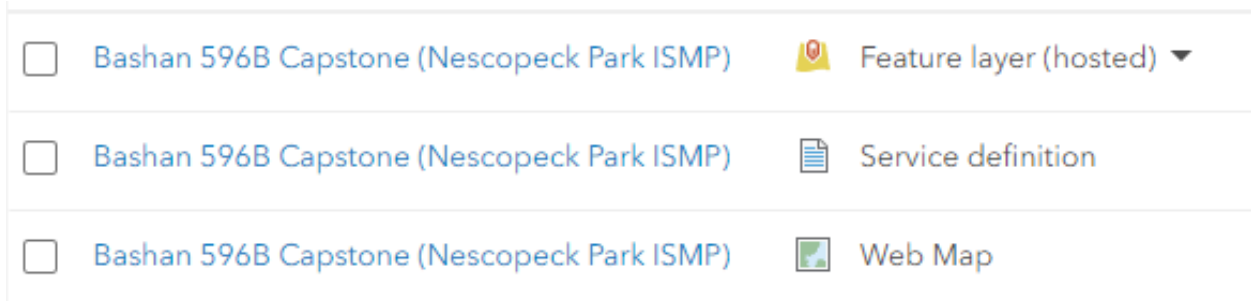 Bashan 596B Capstone (Nescopeck Park ISMP) Feature layer (hosted)
Bashan 596B Capstone (Nescopeck Park ISMP) Service definition
Bashan 596B Capstone (Nescopeck Park ISMP) Web Map